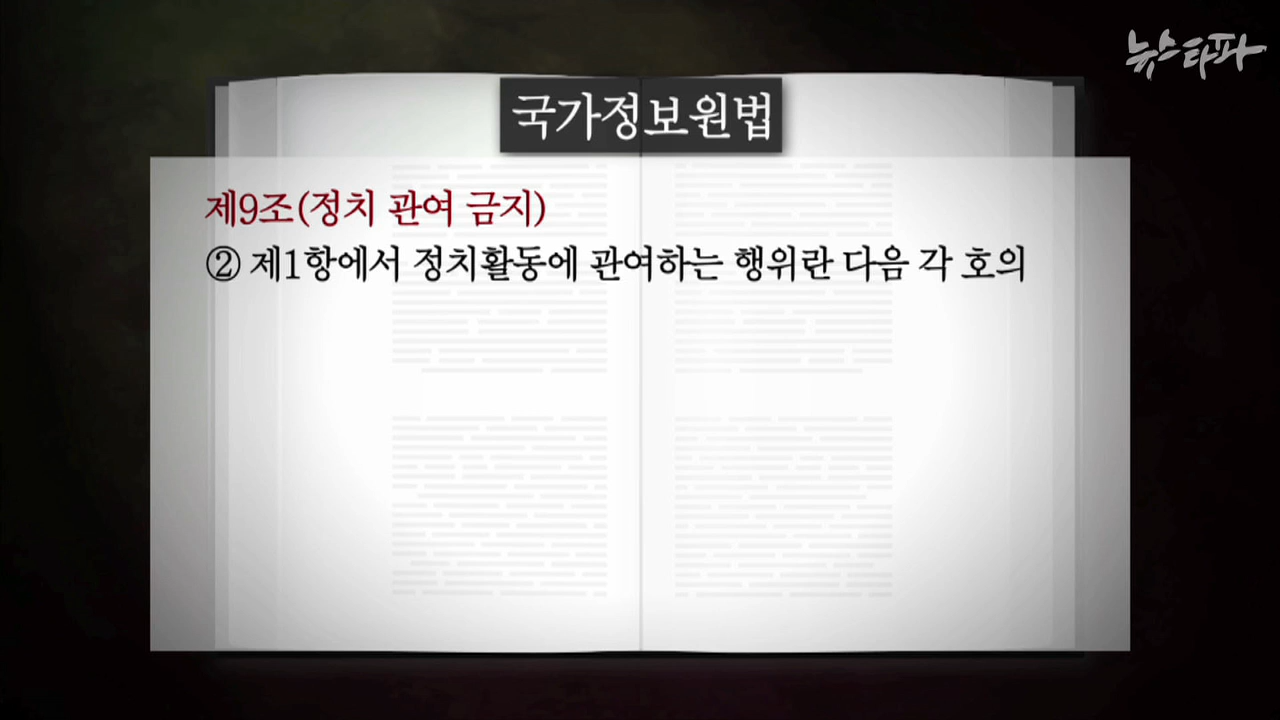 뉴스타파
국가정보원법
제9조(정치 관여 금지)
② 제1항에서 정치활동에 관여하는 행위란 다음 각 호의